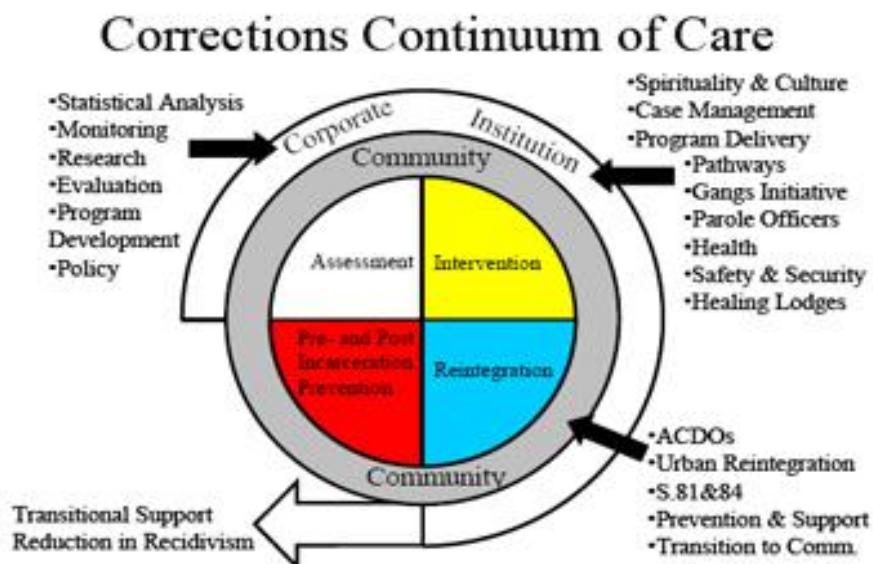 Corrections Continuum of Care
•Statistical Analysis
•Monitoring
•Research
•Evaluation
•Program
Development
•Policy
Corporate
Institution
•Spirituality & Culture
•Case Management
•Program Delivery
•Pathways
•Gangs Initiative
•Parole Officers
•Health
•Safety & Security
•Healing Lodges
Community
Assessment
Intervention
Pre- and Post
Incarceration
Prevention
Reintegration
Community
•ACDOs
•Urban Reintegration
•S.81&84
•Prevention & Support
•Transition to Comm.
Transitional Support
Reduction in Recidivism